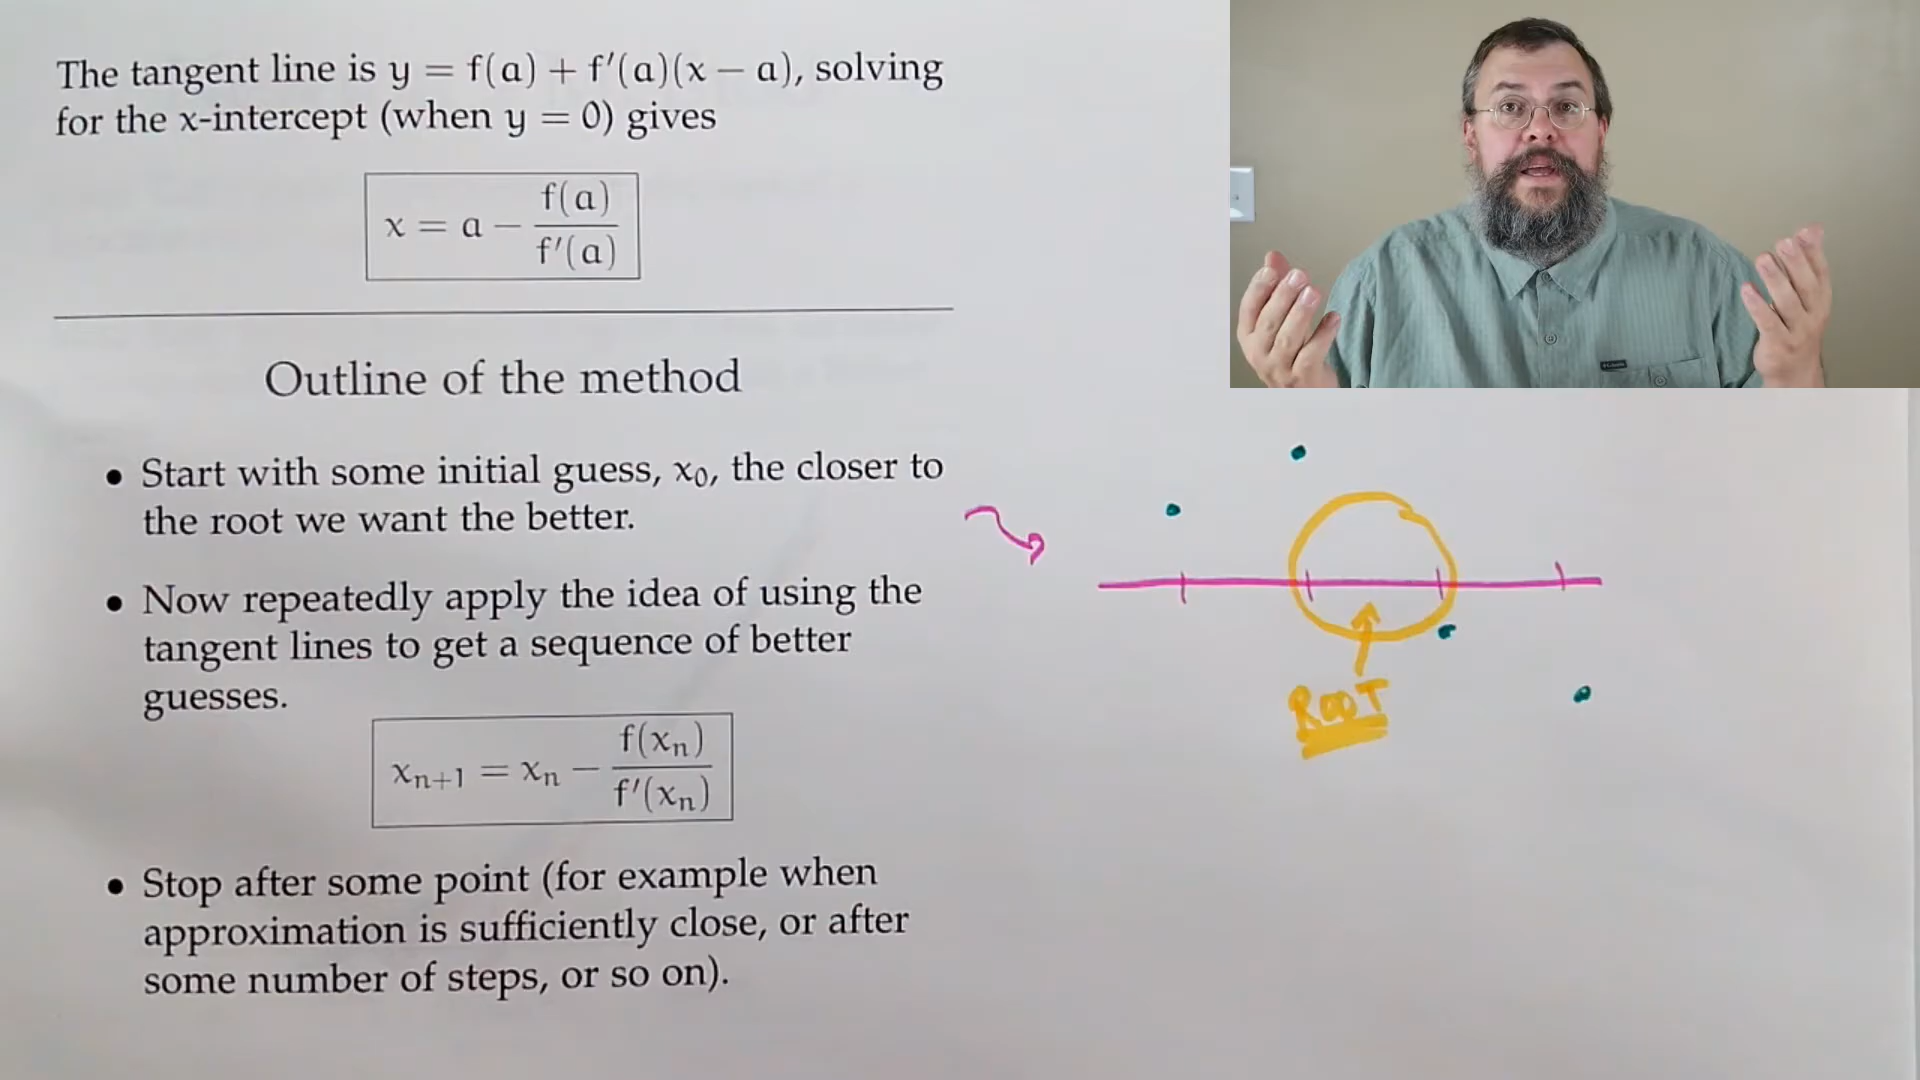 The tangent line is y = f(a) + f′(a)(x − a), solving
for the x-intercept (when y = 0) gives
x = a − f(a)/f′(a)
Outline of the method
• Start with some initial guess, x₀, the closer to
the root we want the better.
• Now repeatedly apply the idea of using the
tangent lines to get a sequence of better
guesses.
xₙ₊₁ = xₙ − f(xₙ)/f′(xₙ)
• Stop after some point (for example when
approximation is sufficiently close, or after
some number of steps, or so on).
ROOT